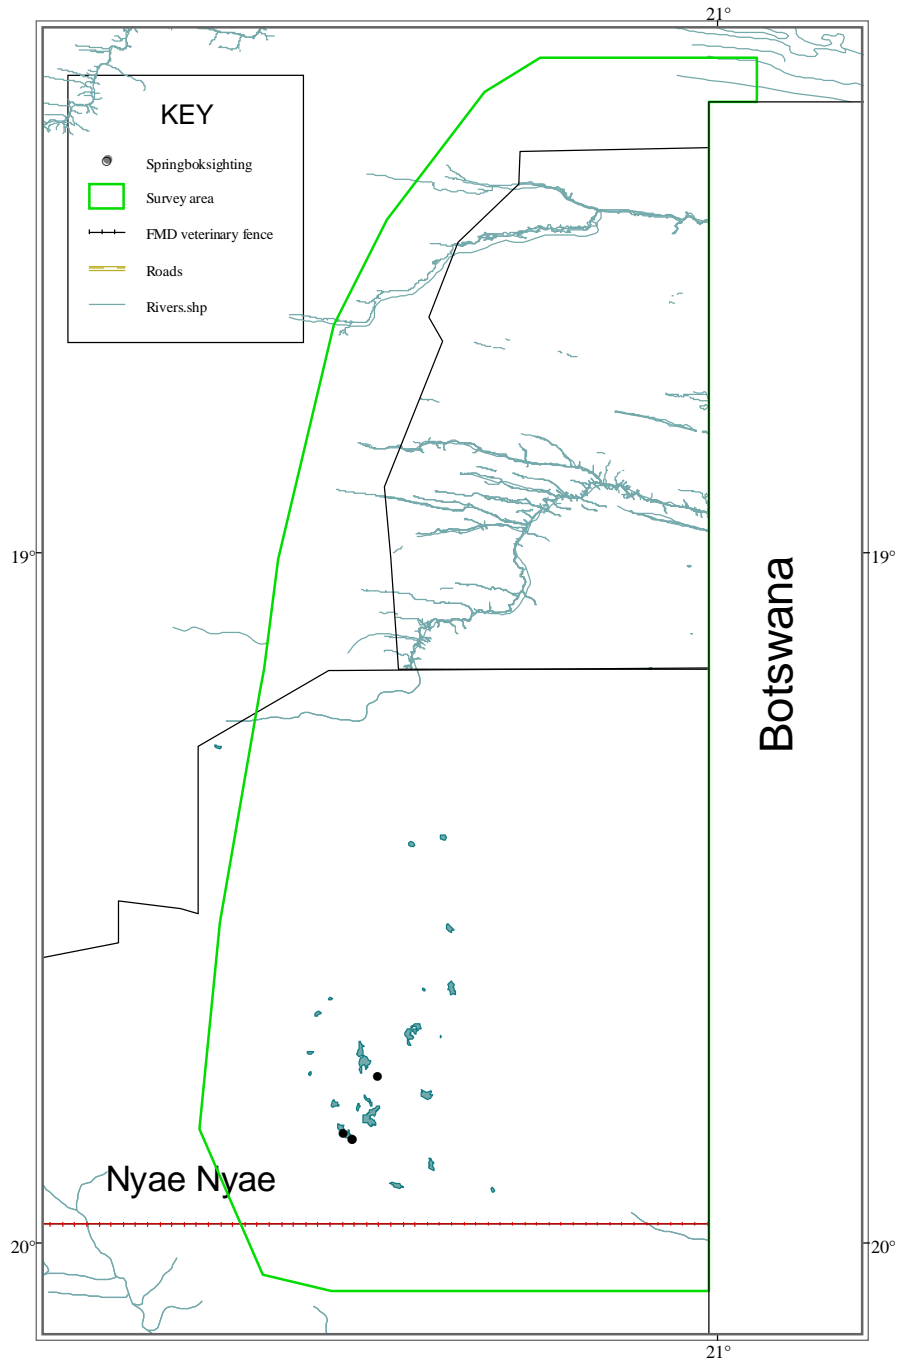 21°
KEY
Springboksighting
Survey area
FMD veterinary fence
Roads
Rivers.shp
19°
19°
Botswana
Nyae Nyae
20°
20°
21°